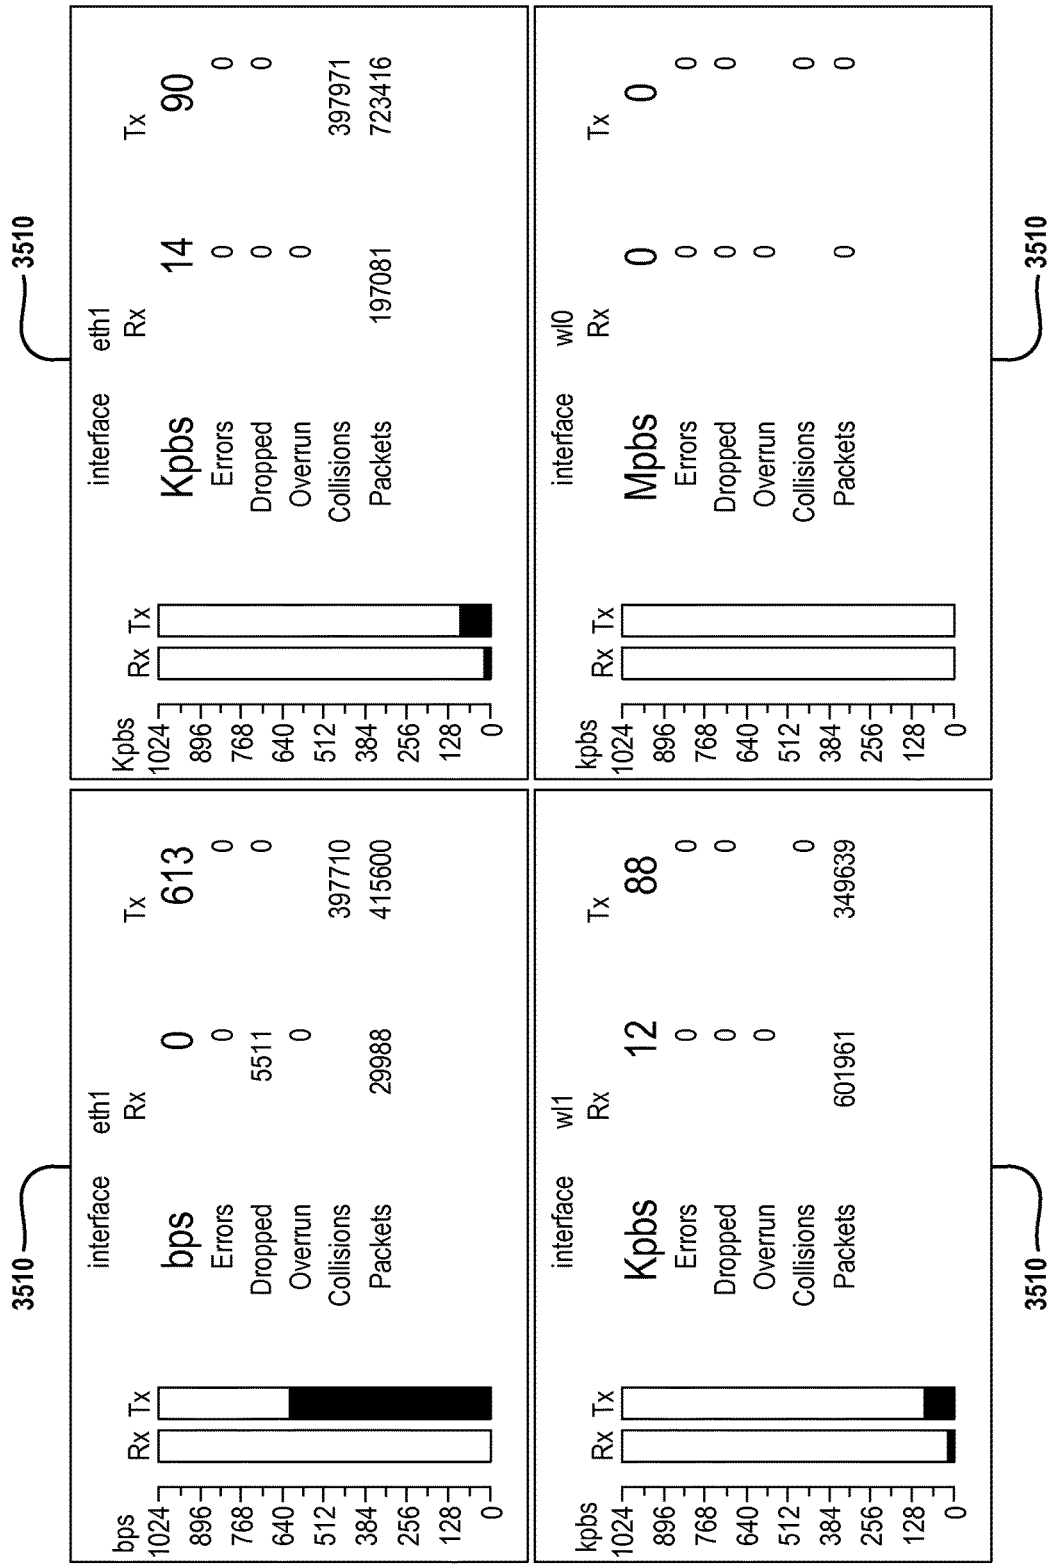 3510
3510
bps
Rx Tx
1024
896
768
640
512
384
256
128
0
interface eth1
Rx Tx
bps 0 613
Errors 0 0
Dropped 5511 0
Overrun 0
Collisions 397710
Packets 29988 415600
Kpbs
Rx Tx
1024
896
768
640
512
384
256
128
0
interface eth1
Rx Tx
Kpbs 14 90
Errors 0 0
Dropped 0 0
Overrun 0
Collisions 397971
Packets 197081 723416
kpbs
Rx Tx
1024
896
768
640
512
384
256
128
0
interface wl1
Rx Tx
Kpbs 12 88
Errors 0 0
Dropped 0 0
Overrun 0
Collisions 0
Packets 601961 349639
kpbs
Rx Tx
1024
896
768
640
512
384
256
128
0
interface wl0
Rx Tx
Mpbs 0 0
Errors 0 0
Dropped 0 0
Overrun 0
Collisions 0
Packets 0 0
3510
3510